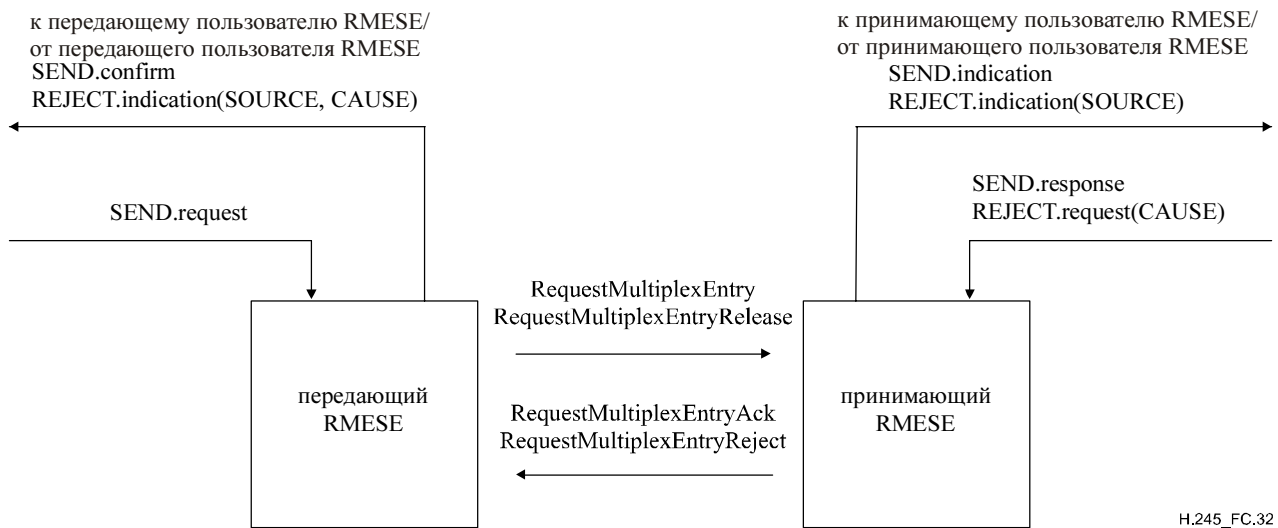 к передающему пользователю RMESE/
от передающего пользователя RMESE
SEND.confirm
REJECT.indication(SOURCE, CAUSE)
к принимающему пользователю RMESE/
от принимающего пользователя RMESE
SEND.indication
REJECT.indication(SOURCE)
SEND.request
SEND.response
REJECT.request(CAUSE)
RequestMultiplexEntry
RequestMultiplexEntryRelease
передающий
RMESE
RequestMultiplexEntryAck
RequestMultiplexEntryReject
принимающий
RMESE
H.245_FC.32